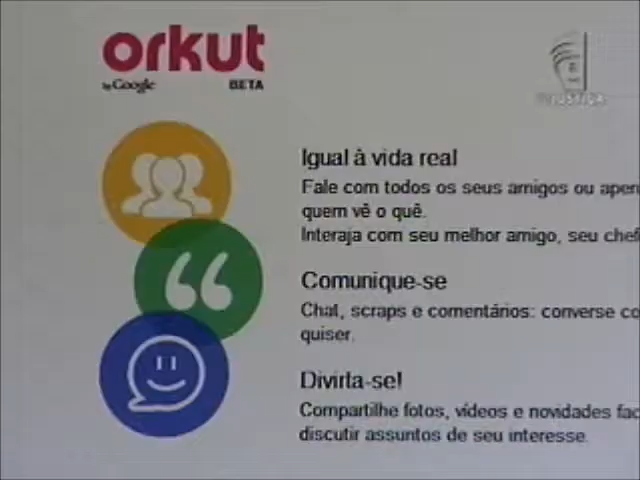 orkut
by Google BETA
JUSTIÇA
Igual à vida real
Fale com todos os seus amigos ou apen
quem vê o quê.
Interaja com seu melhor amigo, seu chef
Comunique-se
Chat, scraps e comentários: converse co
quiser.
Divirta-se!
Compartilhe fotos, vídeos e novidades fac
discutir assuntos de seu interesse.